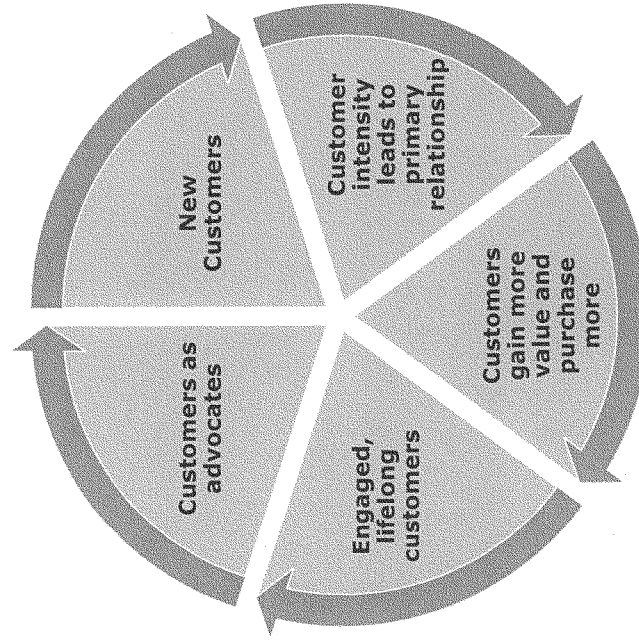 New
Customers
Customer
intensity
leads to
primary
relationship
Customers
gain more
value and
purchase
more
Engaged,
lifelong
customers
Customers as
advocates